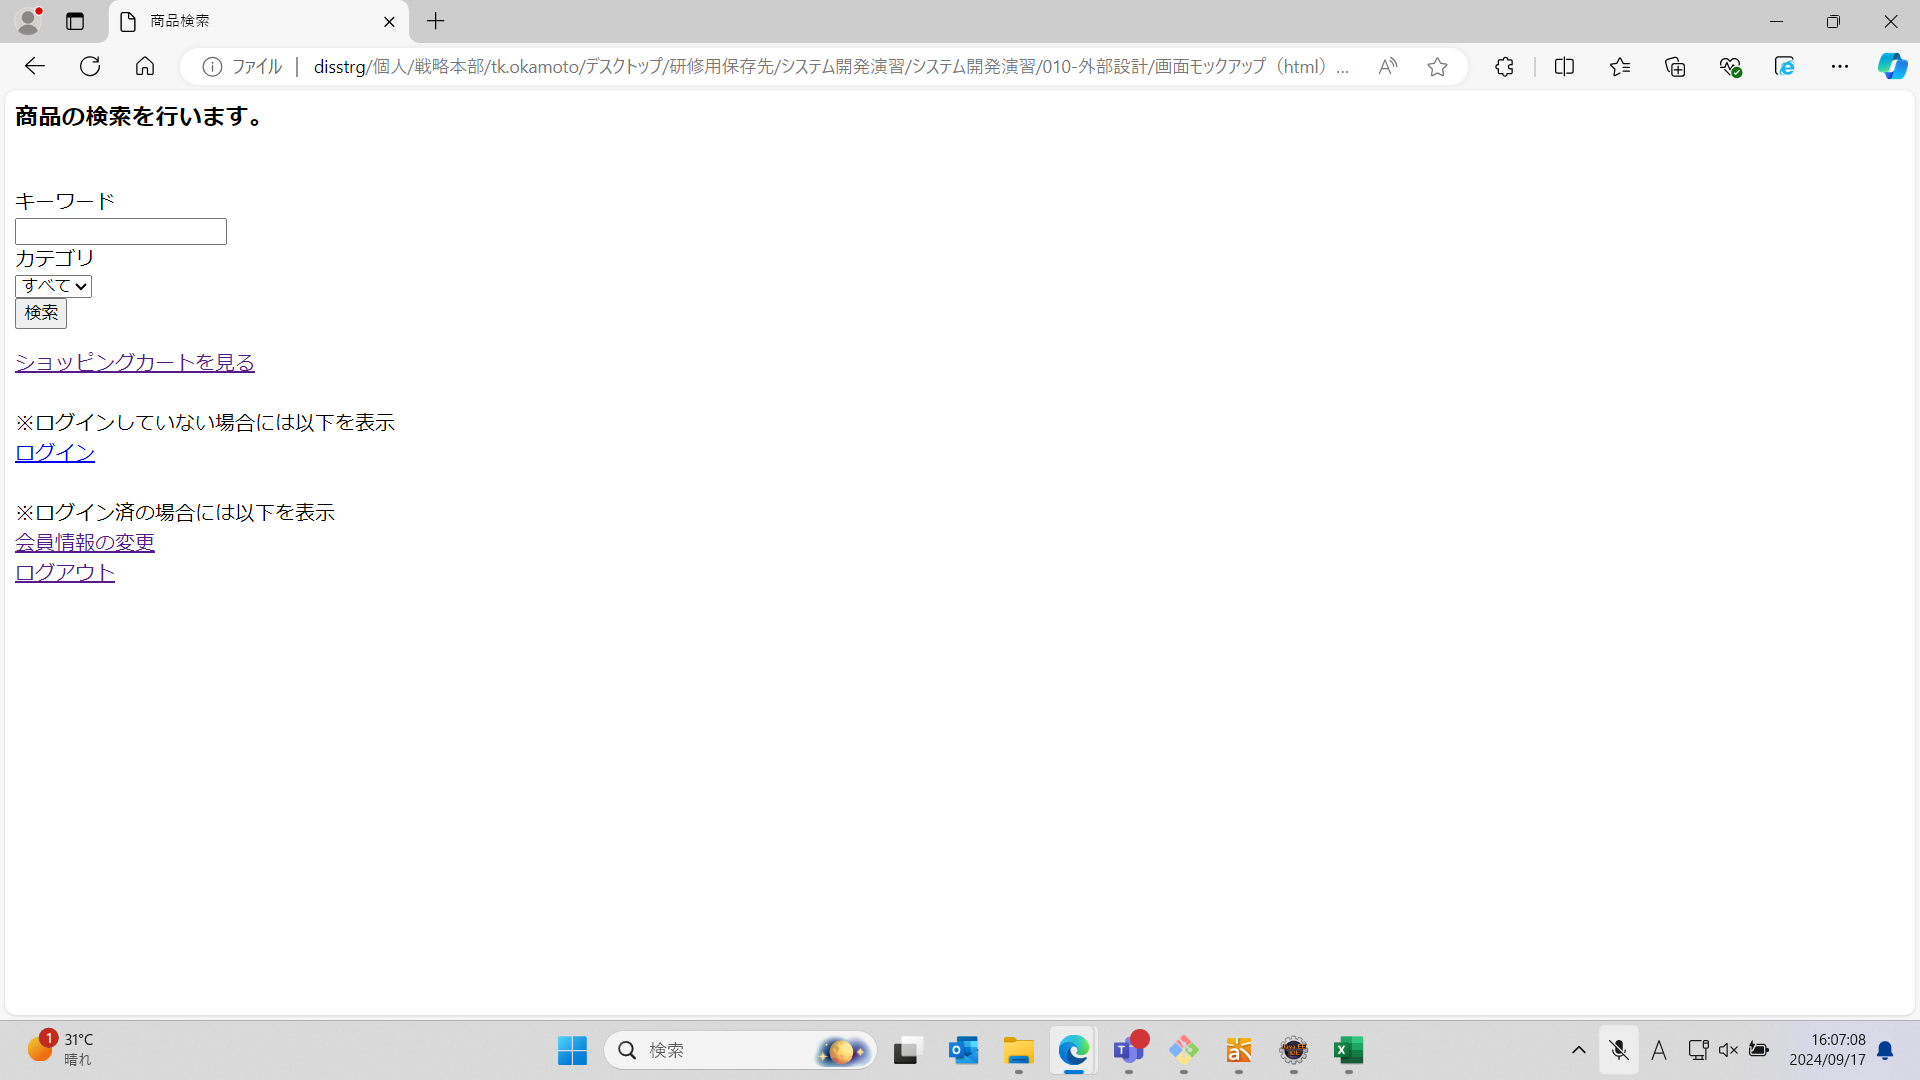 商品検索
ファイル
disstrg/個人/戦略本部/tk.okamoto/デスクトップ/研修用保存先/システム開発演習/システム開発演習/010-外部設計/画面モックアップ（html）...
商品の検索を行います。
キーワード
カテゴリ
すべて
検索
ショッピングカートを見る
※ログインしていない場合には以下を表示
ログイン
※ログイン済の場合には以下を表示
会員情報の変更
ログアウト
1
31°C
晴れ
検索
A
16:07:08
2024/09/17